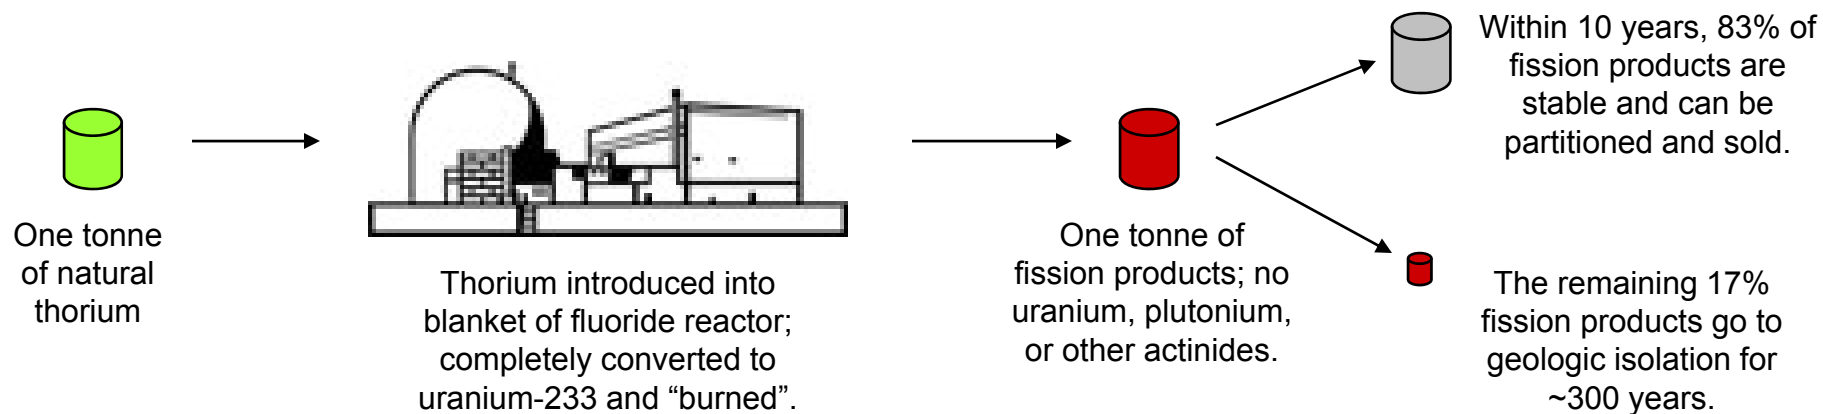 One tonne
of natural
thorium
Thorium introduced into
blanket of fluoride reactor;
completely converted to
uranium-233 and “burned”.
One tonne of
fission products; no
uranium, plutonium,
or other actinides.
Within 10 years, 83% of
fission products are
stable and can be
partitioned and sold.
The remaining 17%
fission products go to
geologic isolation for
~300 years.